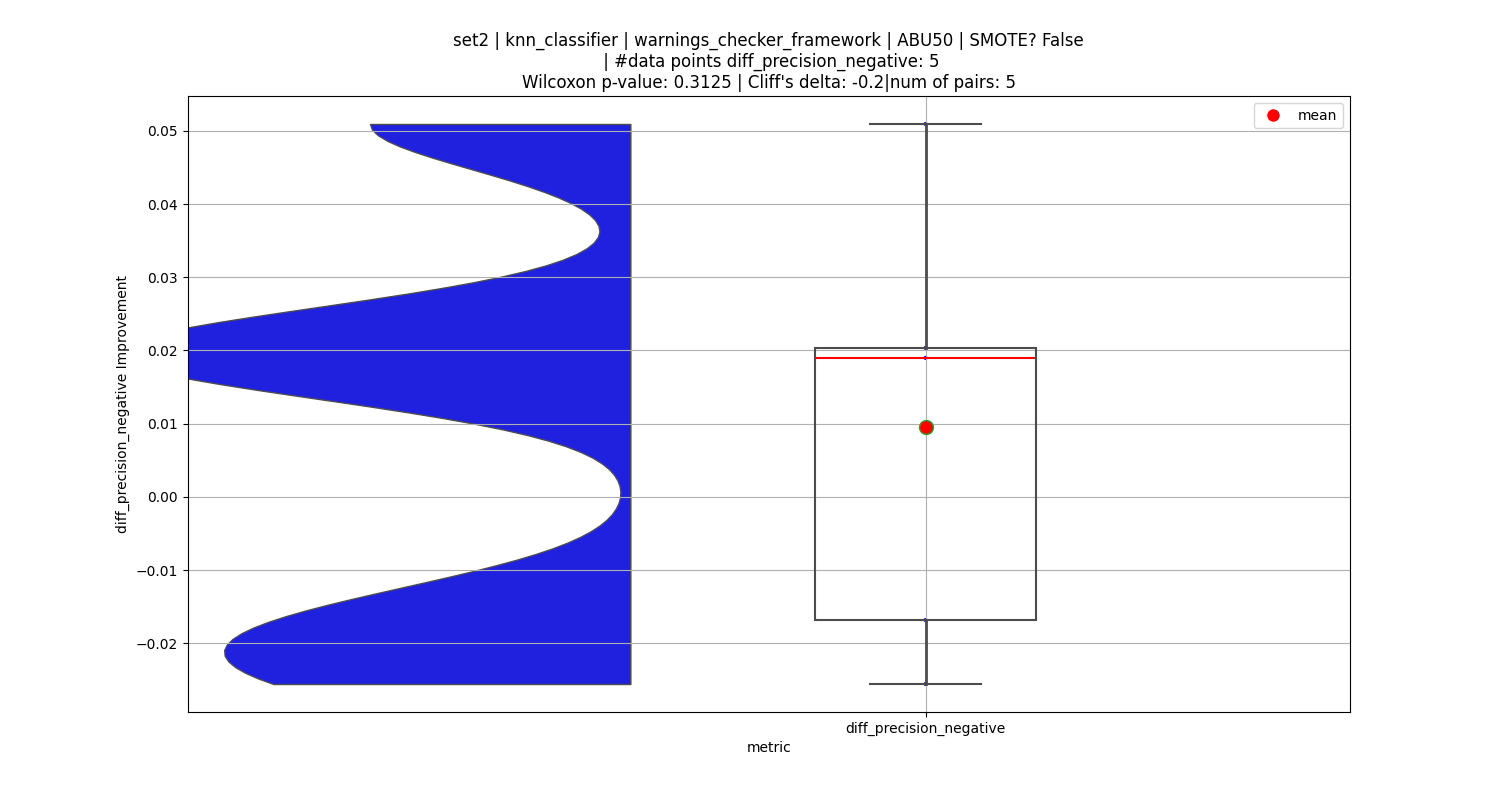 set2 | knn_classifier | warnings_checker_framework | ABU50 | SMOTE? False
| #data points diff_precision_negative: 5
Wilcoxon p-value: 0.3125 | Cliff's delta: -0.2|num of pairs: 5
mean
0.05
0.04
0.03
0.02
0.01
0.00
−0.01
−0.02
diff_precision_negative Improvement
diff_precision_negative
metric